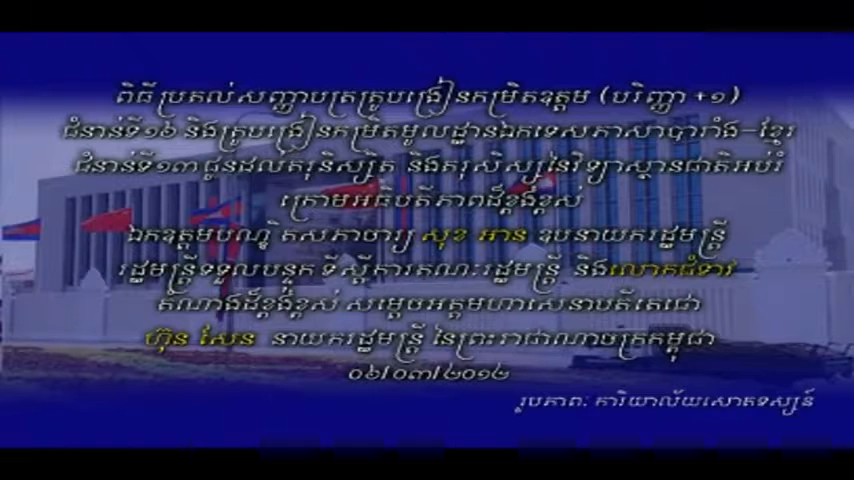 ពិធីប្រគល់សញ្ញាបត្រគ្រូបង្រៀនកម្រិតឧត្តម (បរិញ្ញា +១)
ជំនាន់ទី១៦ និងគ្រូបង្រៀនកម្រិតមូលដ្ឋានឯកទេសភាសាបារាំង-ខ្មែរ
ជំនាន់ទី១៣ ជូនដល់គរុនិស្សិត និងគរុសិស្សនៃវិទ្យាស្ថានជាតិអប់រំ
ក្រោមអធិបតីភាពដ៏ខ្ពង់ខ្ពស់
ឯកឧត្តមបណ្ឌិតសភាចារ្យ សុខ អាន ឧបនាយករដ្ឋមន្ត្រី
រដ្ឋមន្ត្រីទទួលបន្ទុក ទីស្តីការគណៈរដ្ឋមន្ត្រី និងលោកជំទាវ
តំណាងដ៏ខ្ពង់ខ្ពស់ សម្តេចអគ្គមហាសេនាបតីតេជោ
ហ៊ុន សែន នាយករដ្ឋមន្ត្រី នៃព្រះរាជាណាចក្រកម្ពុជា
០៦/០៣/២០១២
រូបភាព: ការិយាល័យសោតទស្សន៍